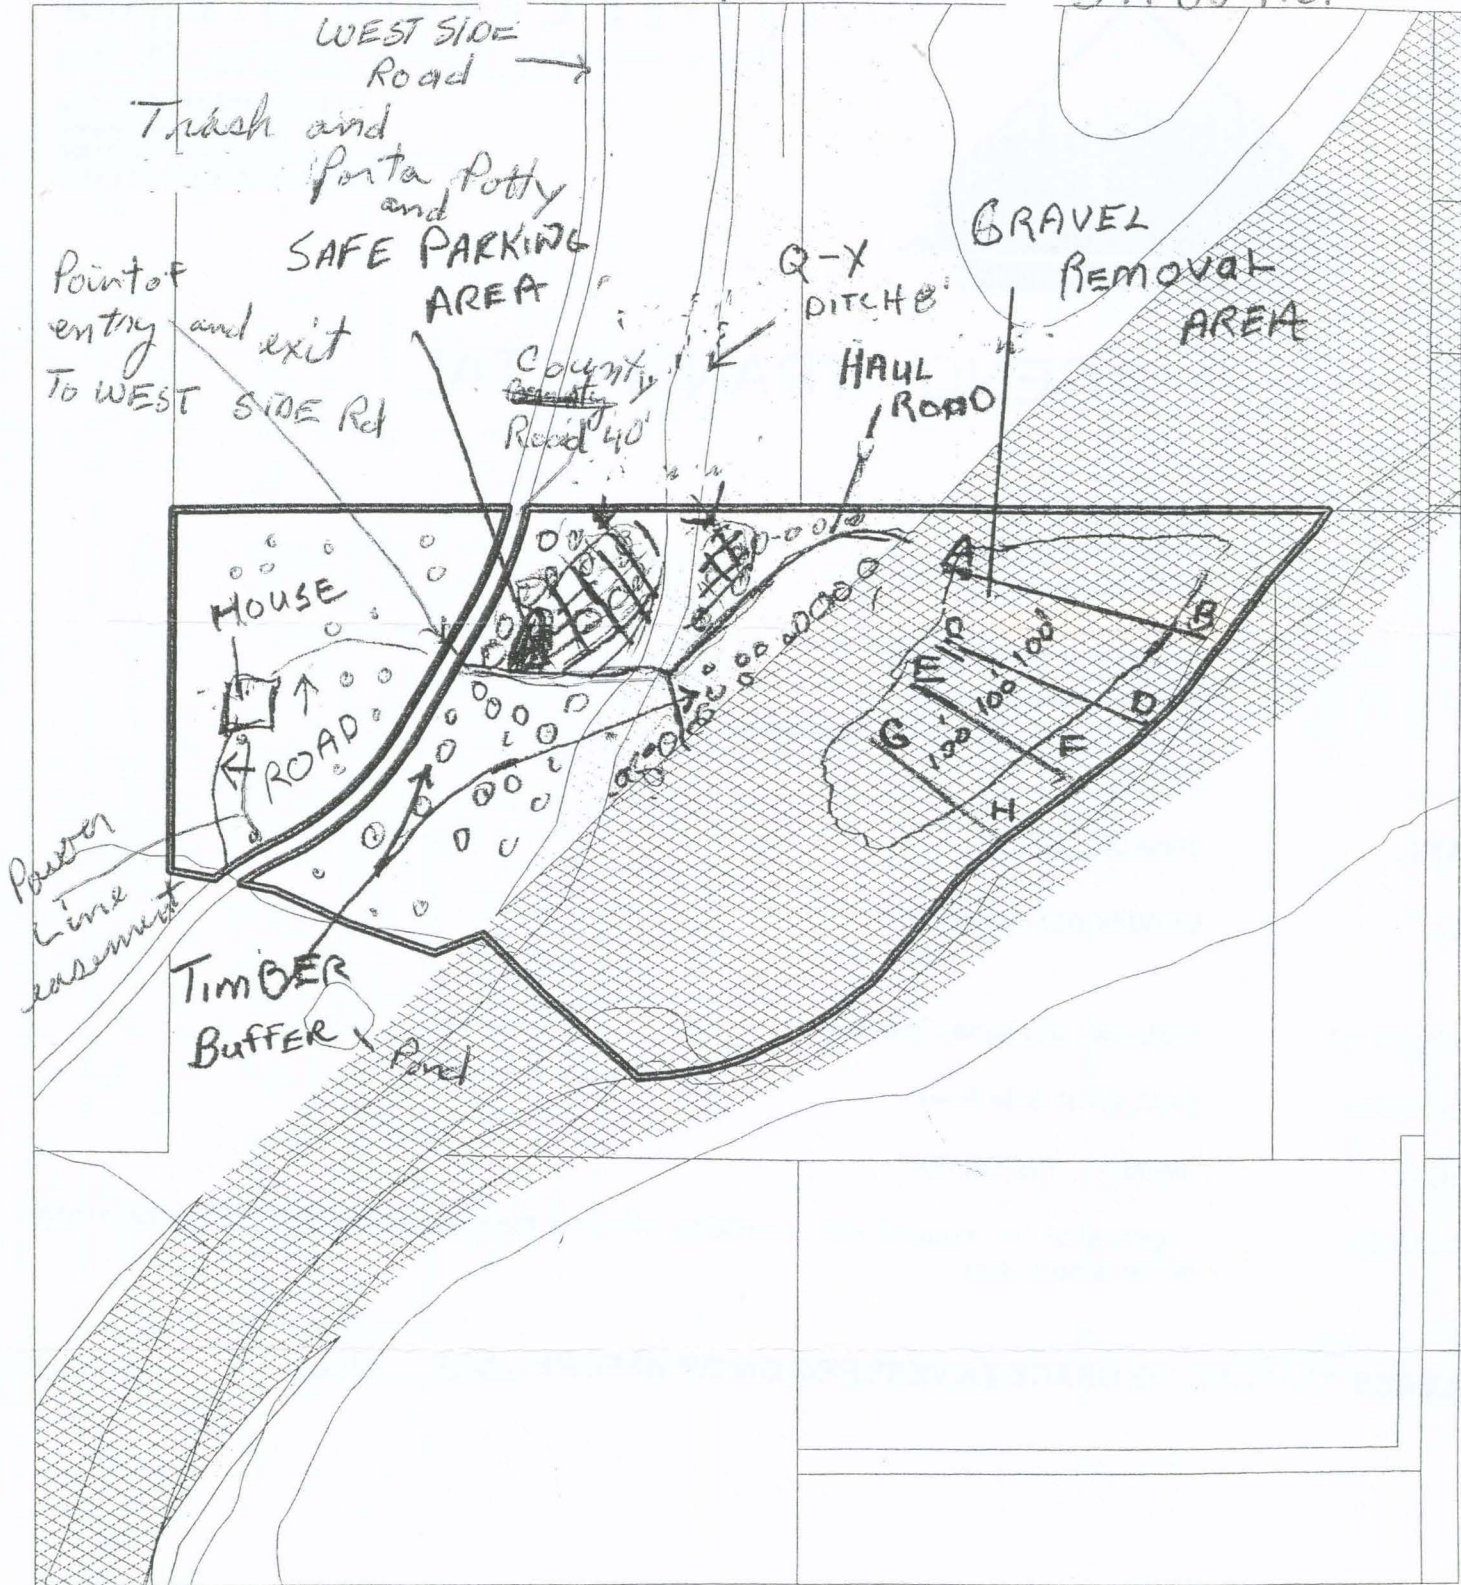 WEST SIDE
Road
Trash and
Porta Potty
and
SAFE PARKING
AREA
Point of
entry and exit
To WEST SIDE Rd
County
Road 40'
Q-X
DITCH 8'
HAUL
ROAD
GRAVEL
REMOVAL
AREA
HOUSE
ROAD
Power
Line
easement
TIMBER
BUFFER
Pond
A
B
100'
D
E
100'
F
G
100'
H